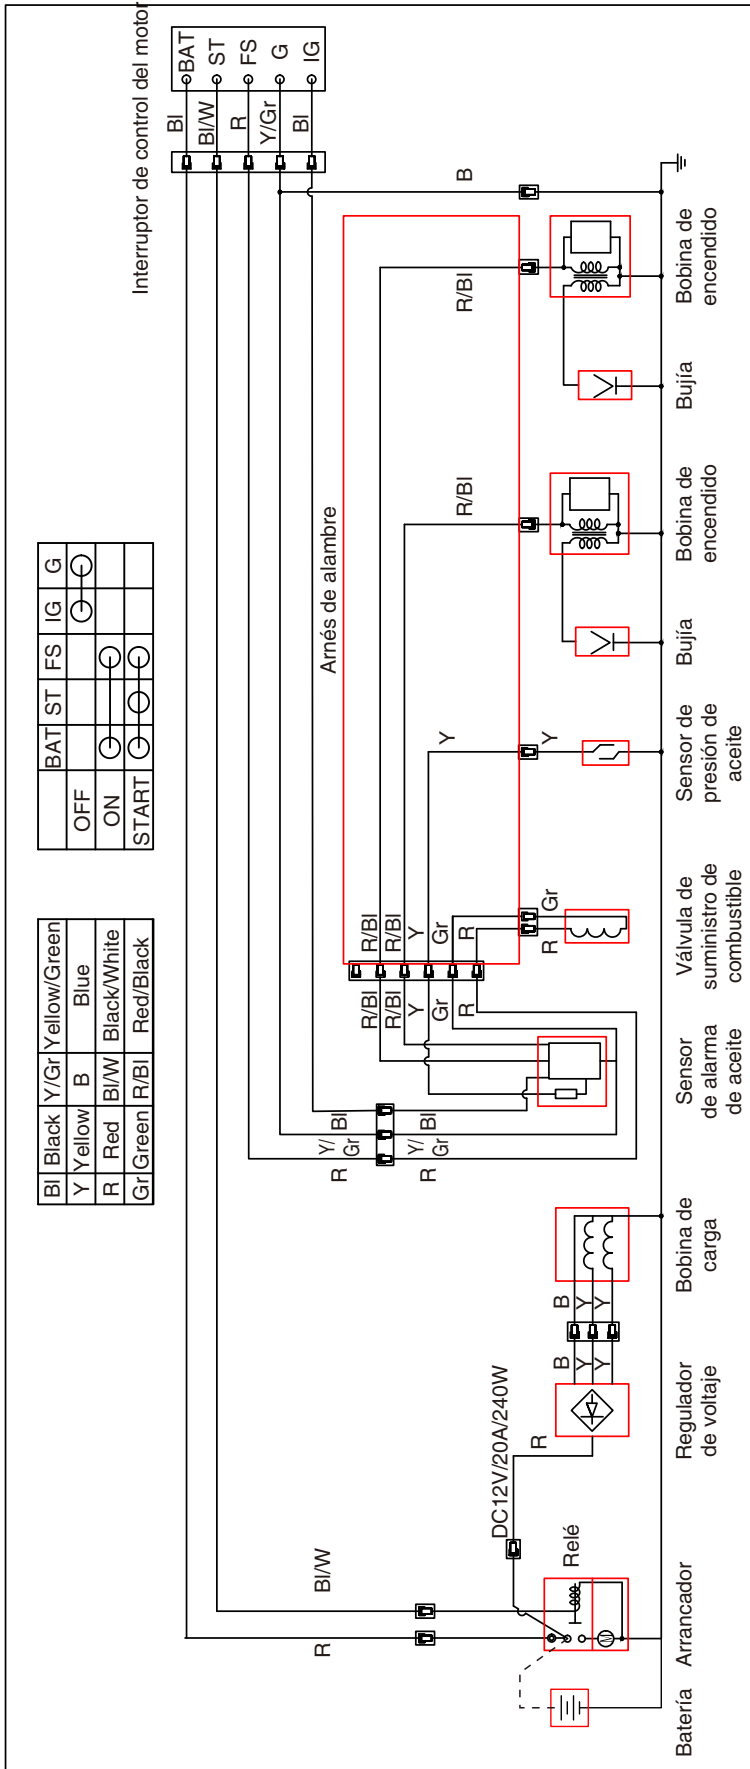 Interruptor de control del motor
BAT
ST
FS
G
IG
Bl
Bl/W
R
Y/Gr
Bl
BAT ST FS IG G
OFF
ON
START
Bl Black Y/Gr Yellow/Green
Y Yellow B Blue
R Red Bl/W Black/White
Gr Green R/Bl Red/Black
Arnés de alambre
B
R/Bl
R/Bl
Y
Y
R/Bl
R/Bl
Y
Gr
R
R/Bl
R/Bl
Y
Gr
R
Gr
R
Bl
Y/
Gr
R
Bl
Y/
Gr
R
B
Y
Y
B
Y
Y
R
DC12V/20A/240W
Bl/W
R
Relé
Batería
Arrancador
Regulador
de voltaje
Bobina de
carga
Sensor
de alarma
de aceite
Válvula de
suministro de
combustible
Sensor de
presión de
aceite
Bujía
Bobina de
encendido
Bujía
Bobina de
encendido